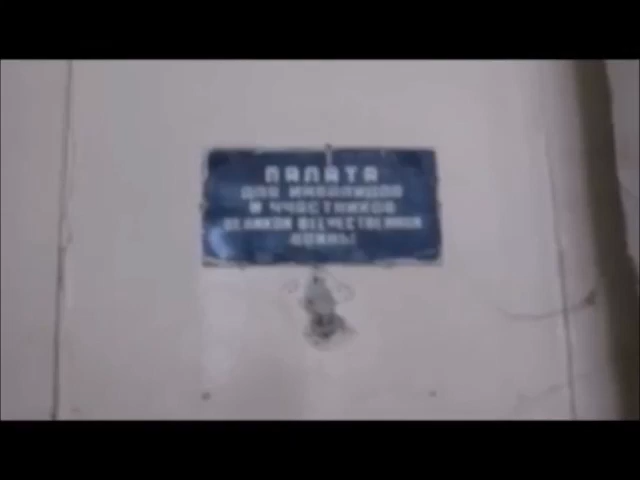 ПАЛАТА
ДЛЯ ИНВАЛИДОВ
И УЧАСТНИКОВ
ВЕЛИКОЙ ОТЕЧЕСТВЕННОЙ
ВОЙНЫ